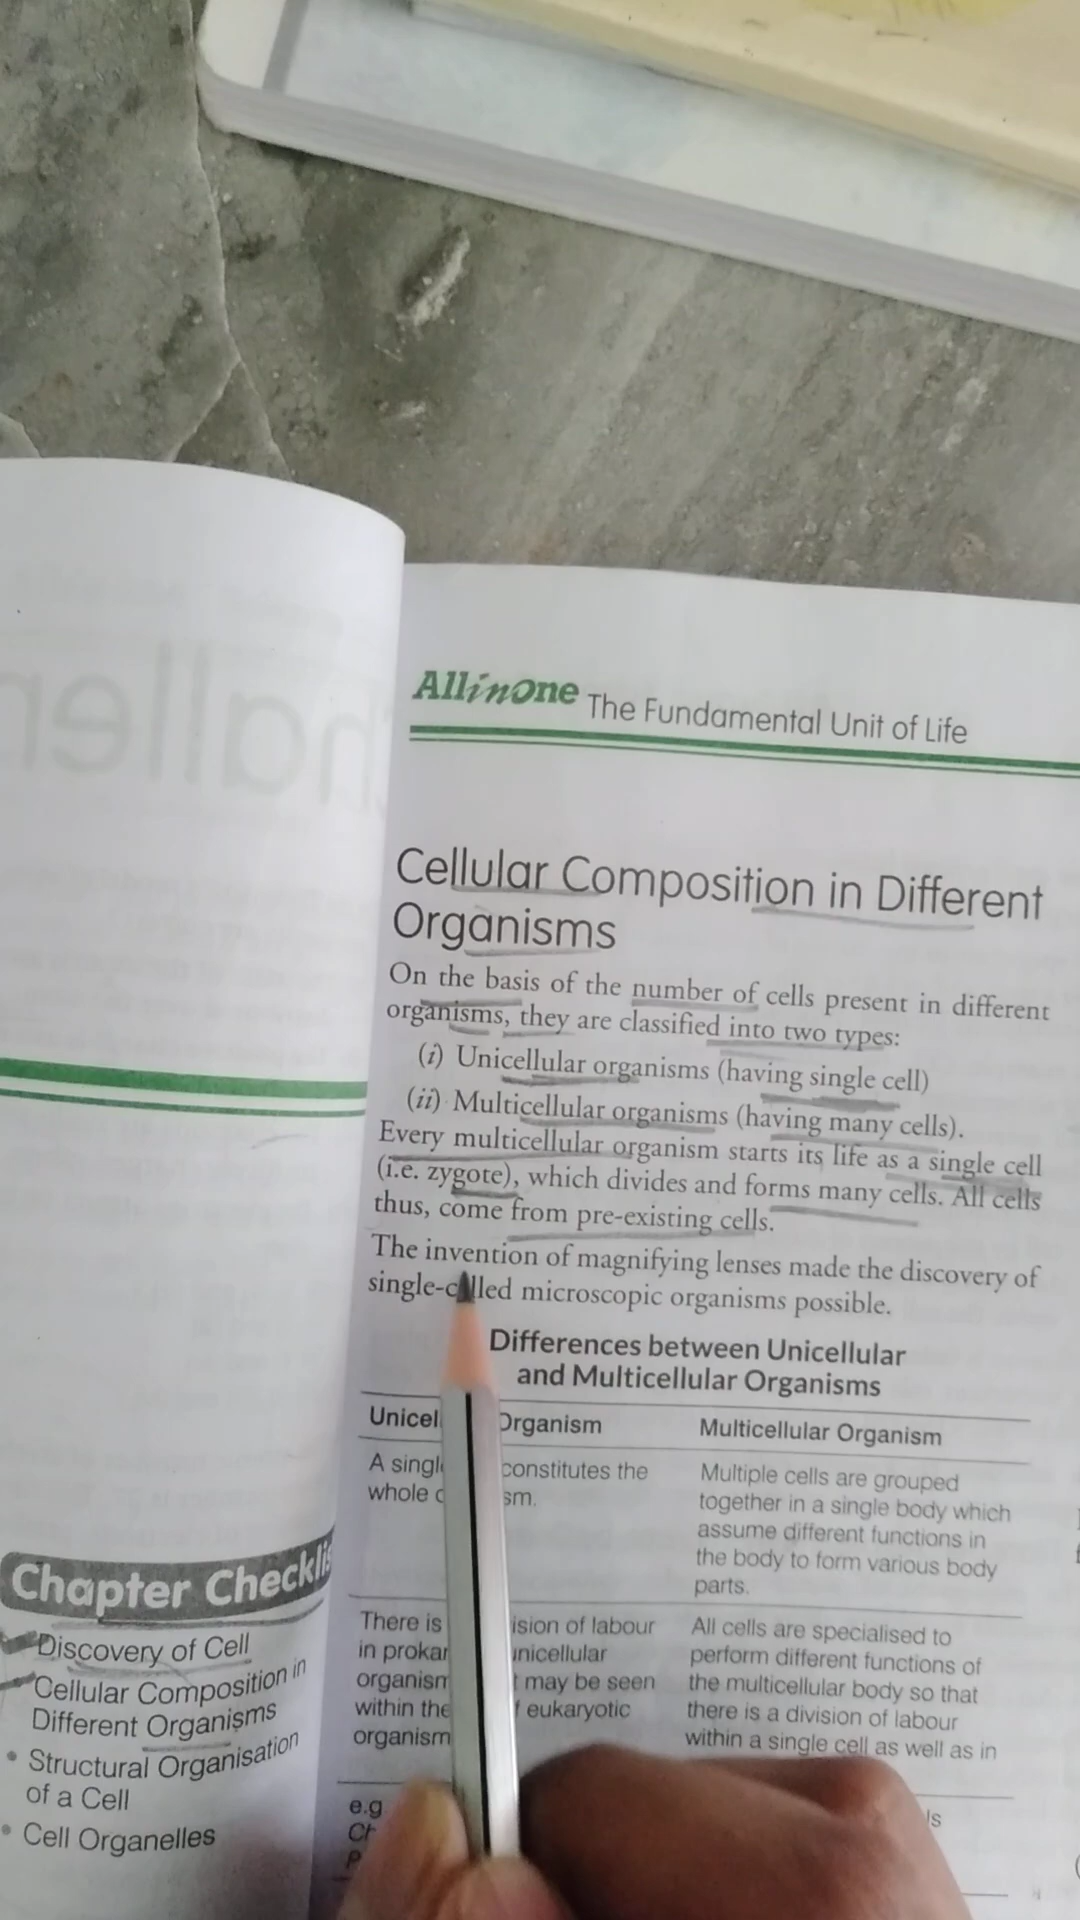 Allinone The Fundamental Unit of Life
Cellular Composition in Different
Organisms
On the basis of the number of cells present in different
organisms, they are classified into two types:
(i) Unicellular organisms (having single cell)
(ii) Multicellular organisms (having many cells).
Every multicellular organism starts its life as a single cell
(i.e. zygote), which divides and forms many cells. All cells
thus, come from pre-existing cells.
The invention of magnifying lenses made the discovery of
microscopic organisms possible.
Differences between Unicellular
and Multicellular Organisms
Organism
A constitutes the
whole
There is of labour
in
may be seen
within eukaryotic
Multicellular Organism
Multiple cells are grouped
together in a single body which
assume different functions in
the body to form various body
parts.
All cells are specialised to
perform different functions of
the multicellular body so that
there is a division of labour
within a single cell as well as in
e.g
Chapter
Discovery of Cell
Cellular Composition in
Different Organisms
• Structural Organisation
of a Cell
• Cell Organelles